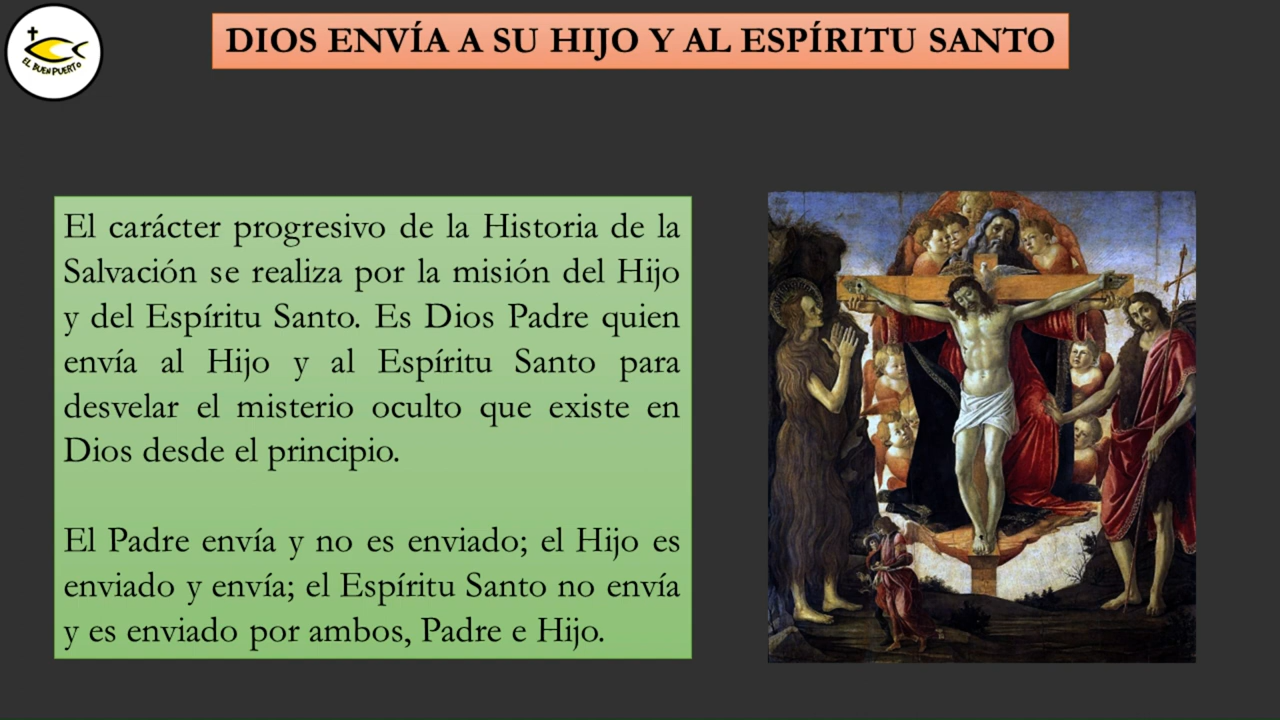 EL BUEN PUERTO
DIOS ENVÍA A SU HIJO Y AL ESPÍRITU SANTO
El carácter progresivo de la Historia de la
Salvación se realiza por la misión del Hijo
y del Espíritu Santo. Es Dios Padre quien
envía al Hijo y al Espíritu Santo para
desvelar el misterio oculto que existe en
Dios desde el principio.
El Padre envía y no es enviado; el Hijo es
enviado y envía; el Espíritu Santo no envía
y es enviado por ambos, Padre e Hijo.